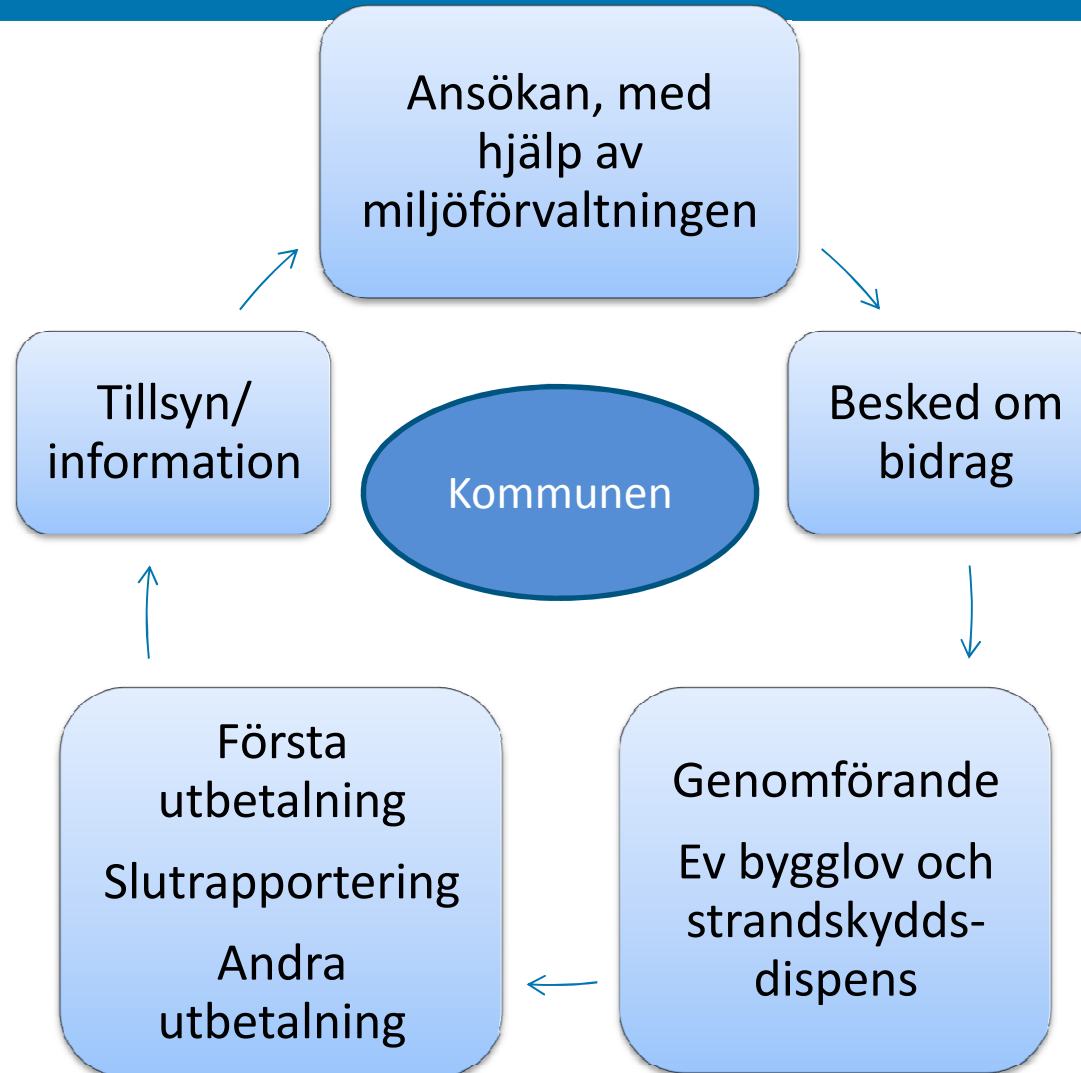 Ansökan, med
hjälp av
miljöförvaltningen
Tillsyn/
information
Kommunen
Besked om
bidrag
Första
utbetalning
Slutrapportering
Andra
utbetalning
Genomförande
Ev bygglov och
strandskydds-
dispens